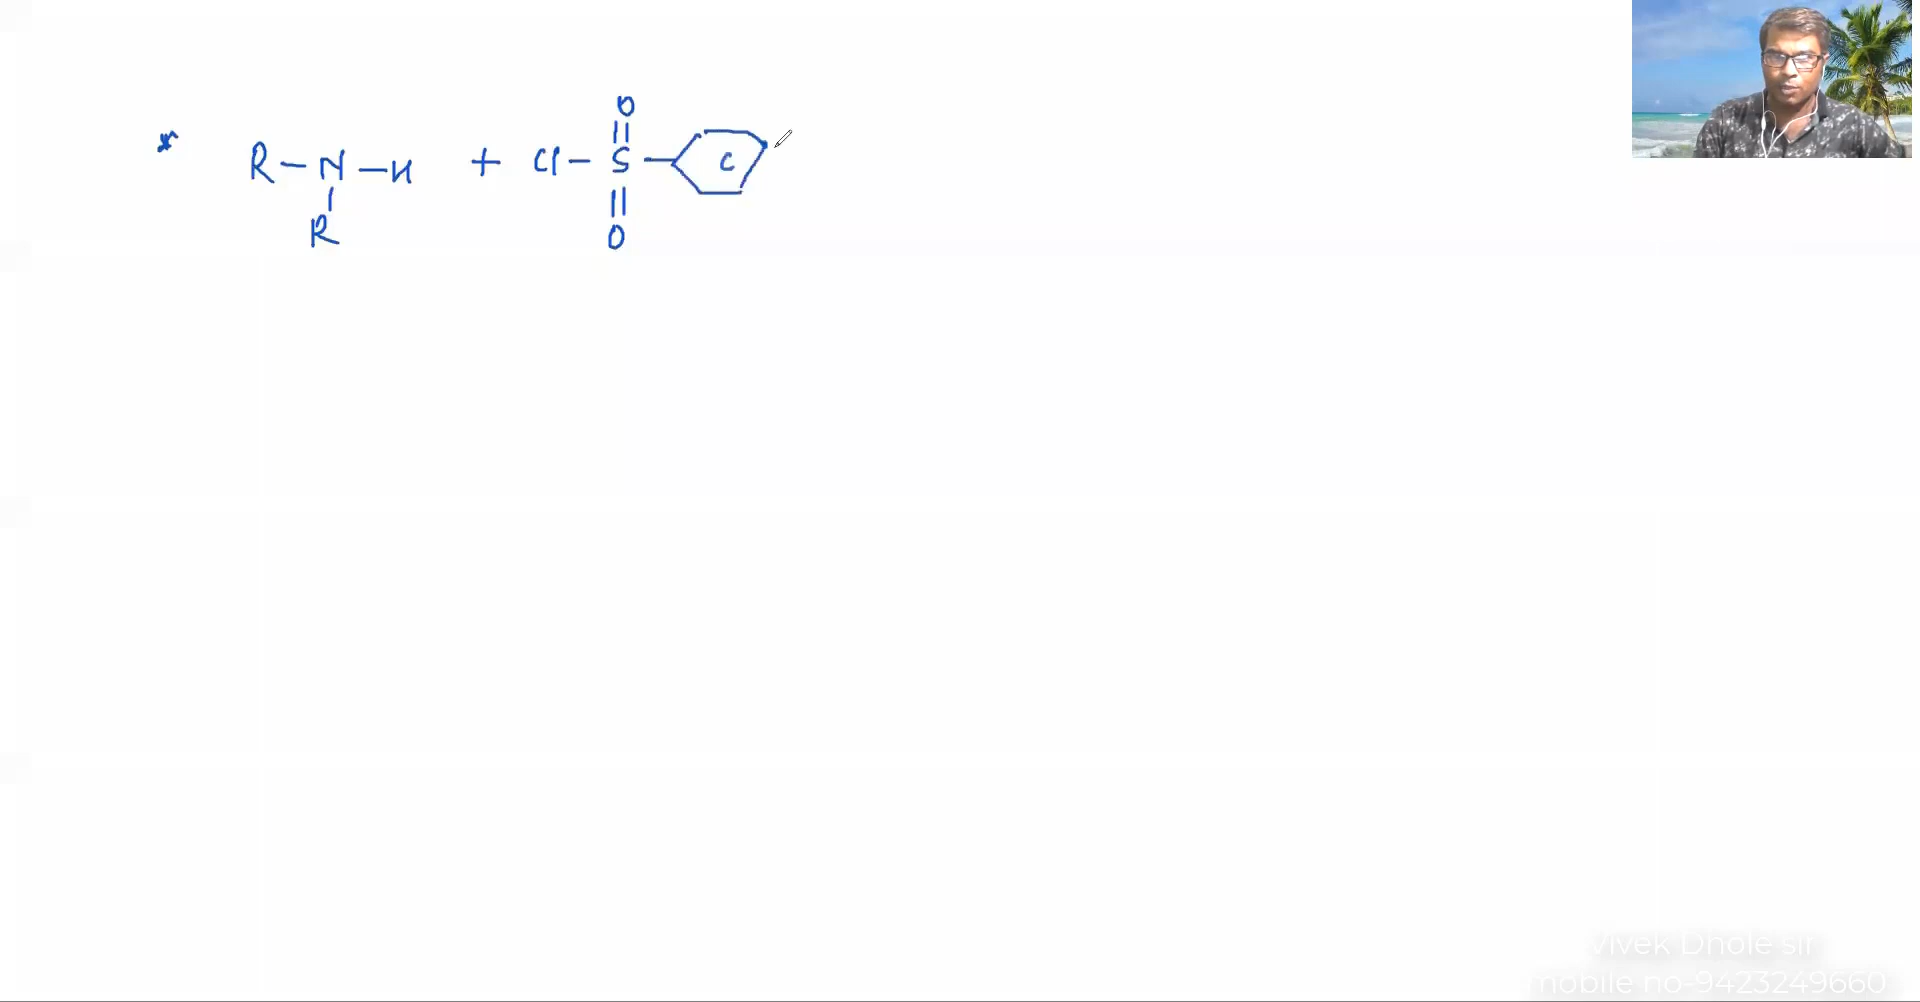 O
* R – N – H + Cl – S – C
R O
Vivek Dhole sir
mobile no-9423249660